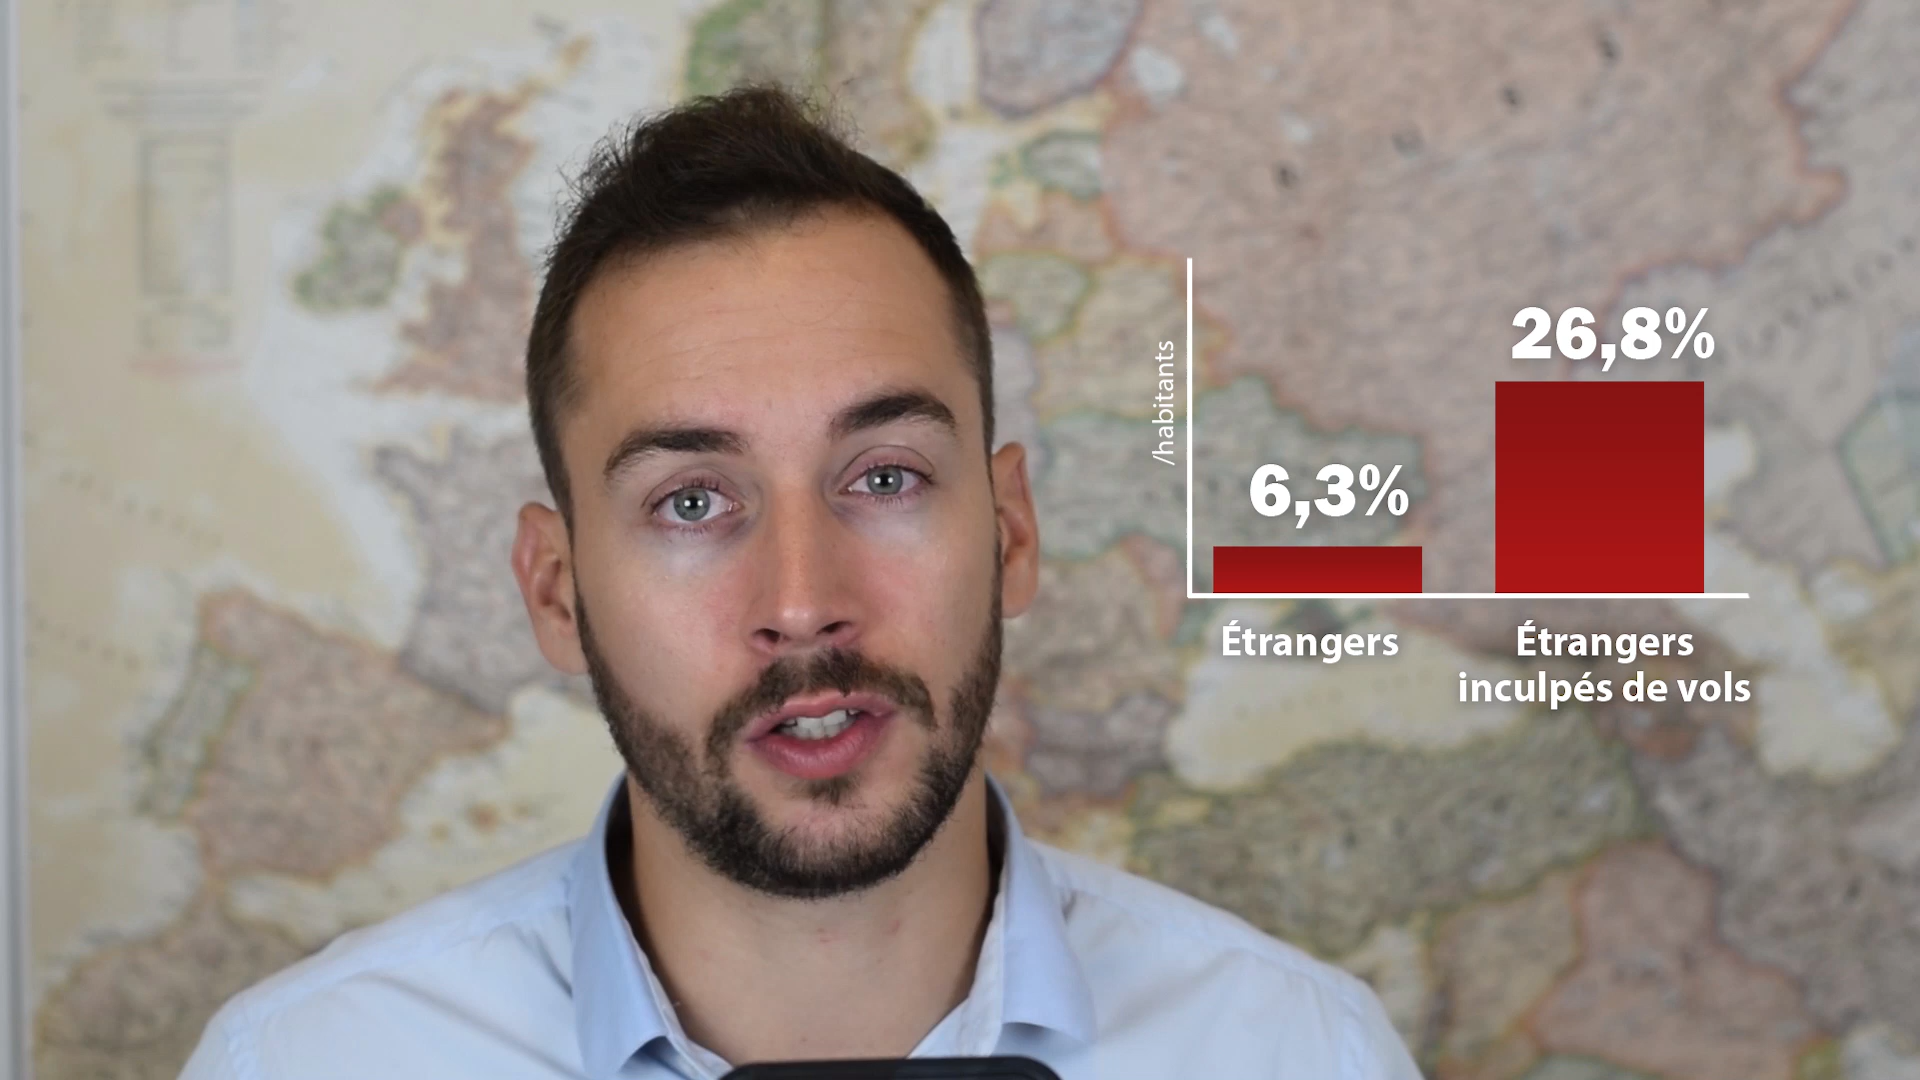 26,8%
/habitants
6,3%
Étrangers
Étrangers
inculpés de vols